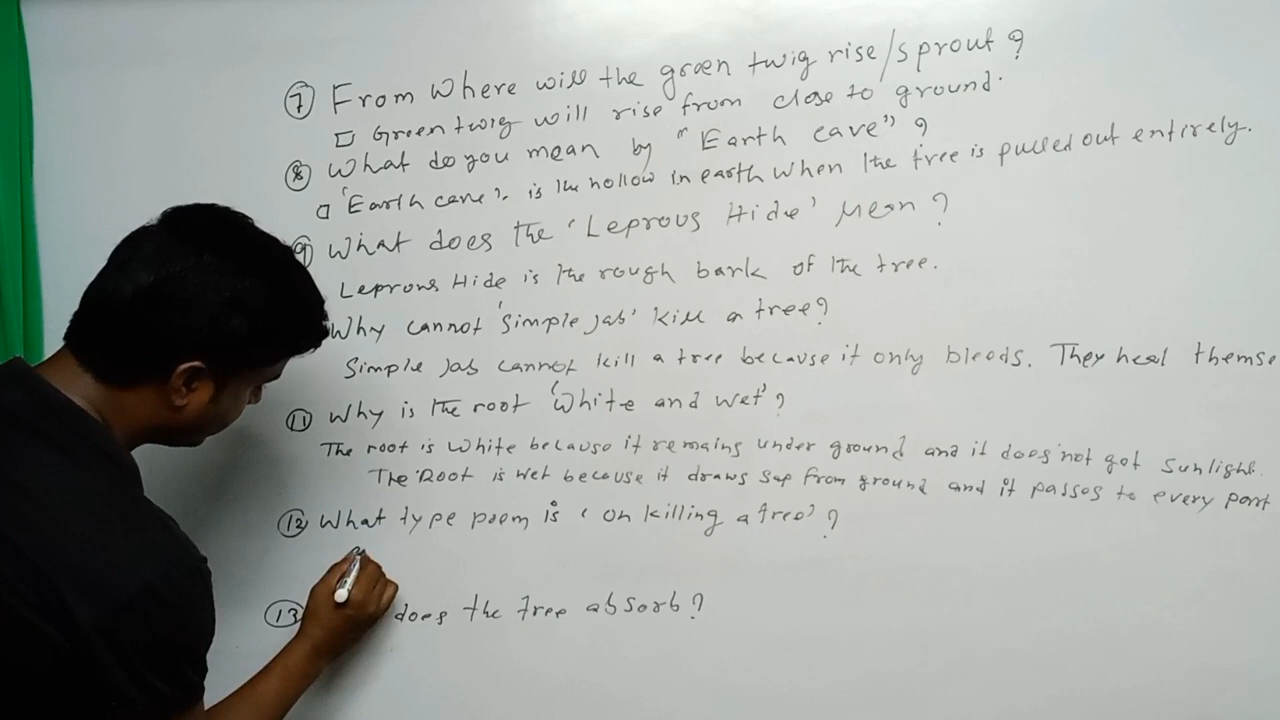 ⑦ From where will the green twig rise/sprout?
□ Green twig will rise from close to ground.
⑧ What do you mean by "Earth cave"?
□ 'Earth cave' is the hollow in earth when the tree is pulled out entirely.
⑨ What does the 'Leprous Hide' mean?
Leprous Hide is the rough bark of the tree.
Why cannot 'simple jab' kill a tree?
Simple jab cannot kill a tree because it only bleeds. They heal themse
⑪ Why is the root 'white and wet'?
The root is white because it remains under ground and it does not get sunlight.
The Root is wet because it draws sap from ground and it passes to every part
⑫ What type poem is 'on killing a tree'?
⑬ does the tree absorb?